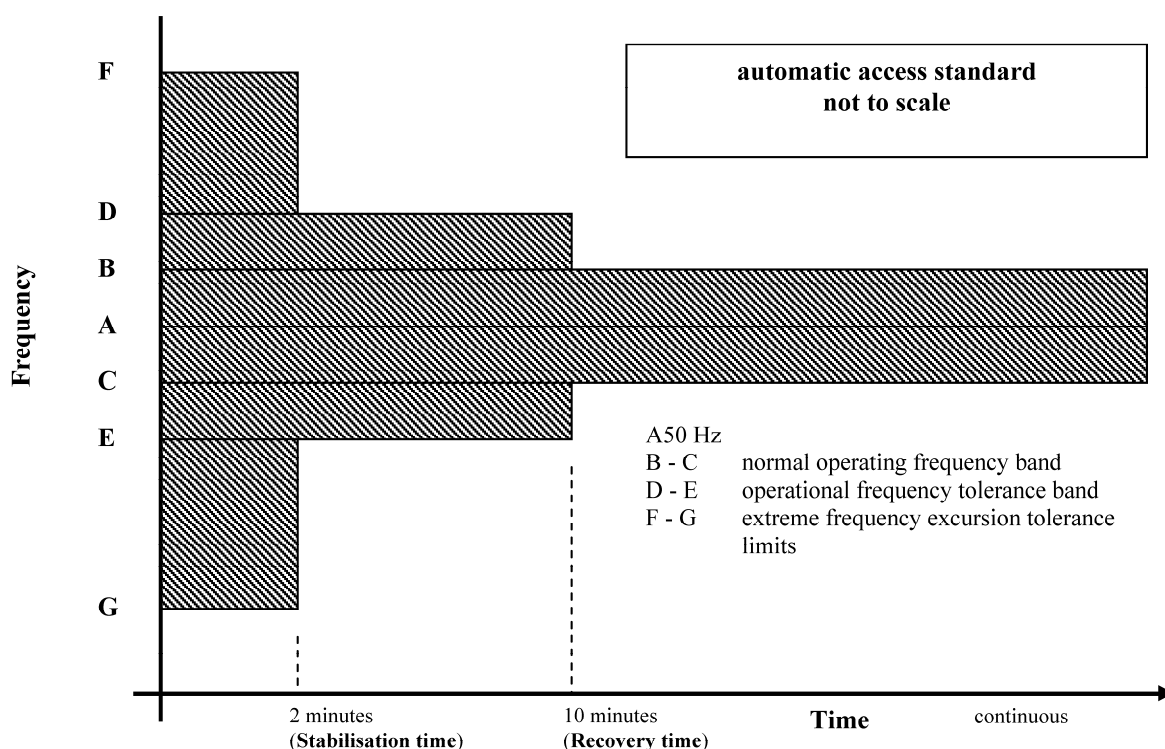 automatic access standard
not to scale
F
D
B
A
C
E
G
Frequency
A50 Hz
B - C normal operating frequency band
D - E operational frequency tolerance band
F - G extreme frequency excursion tolerance
limits
2 minutes
(Stabilisation time)
10 minutes
(Recovery time)
Time
continuous